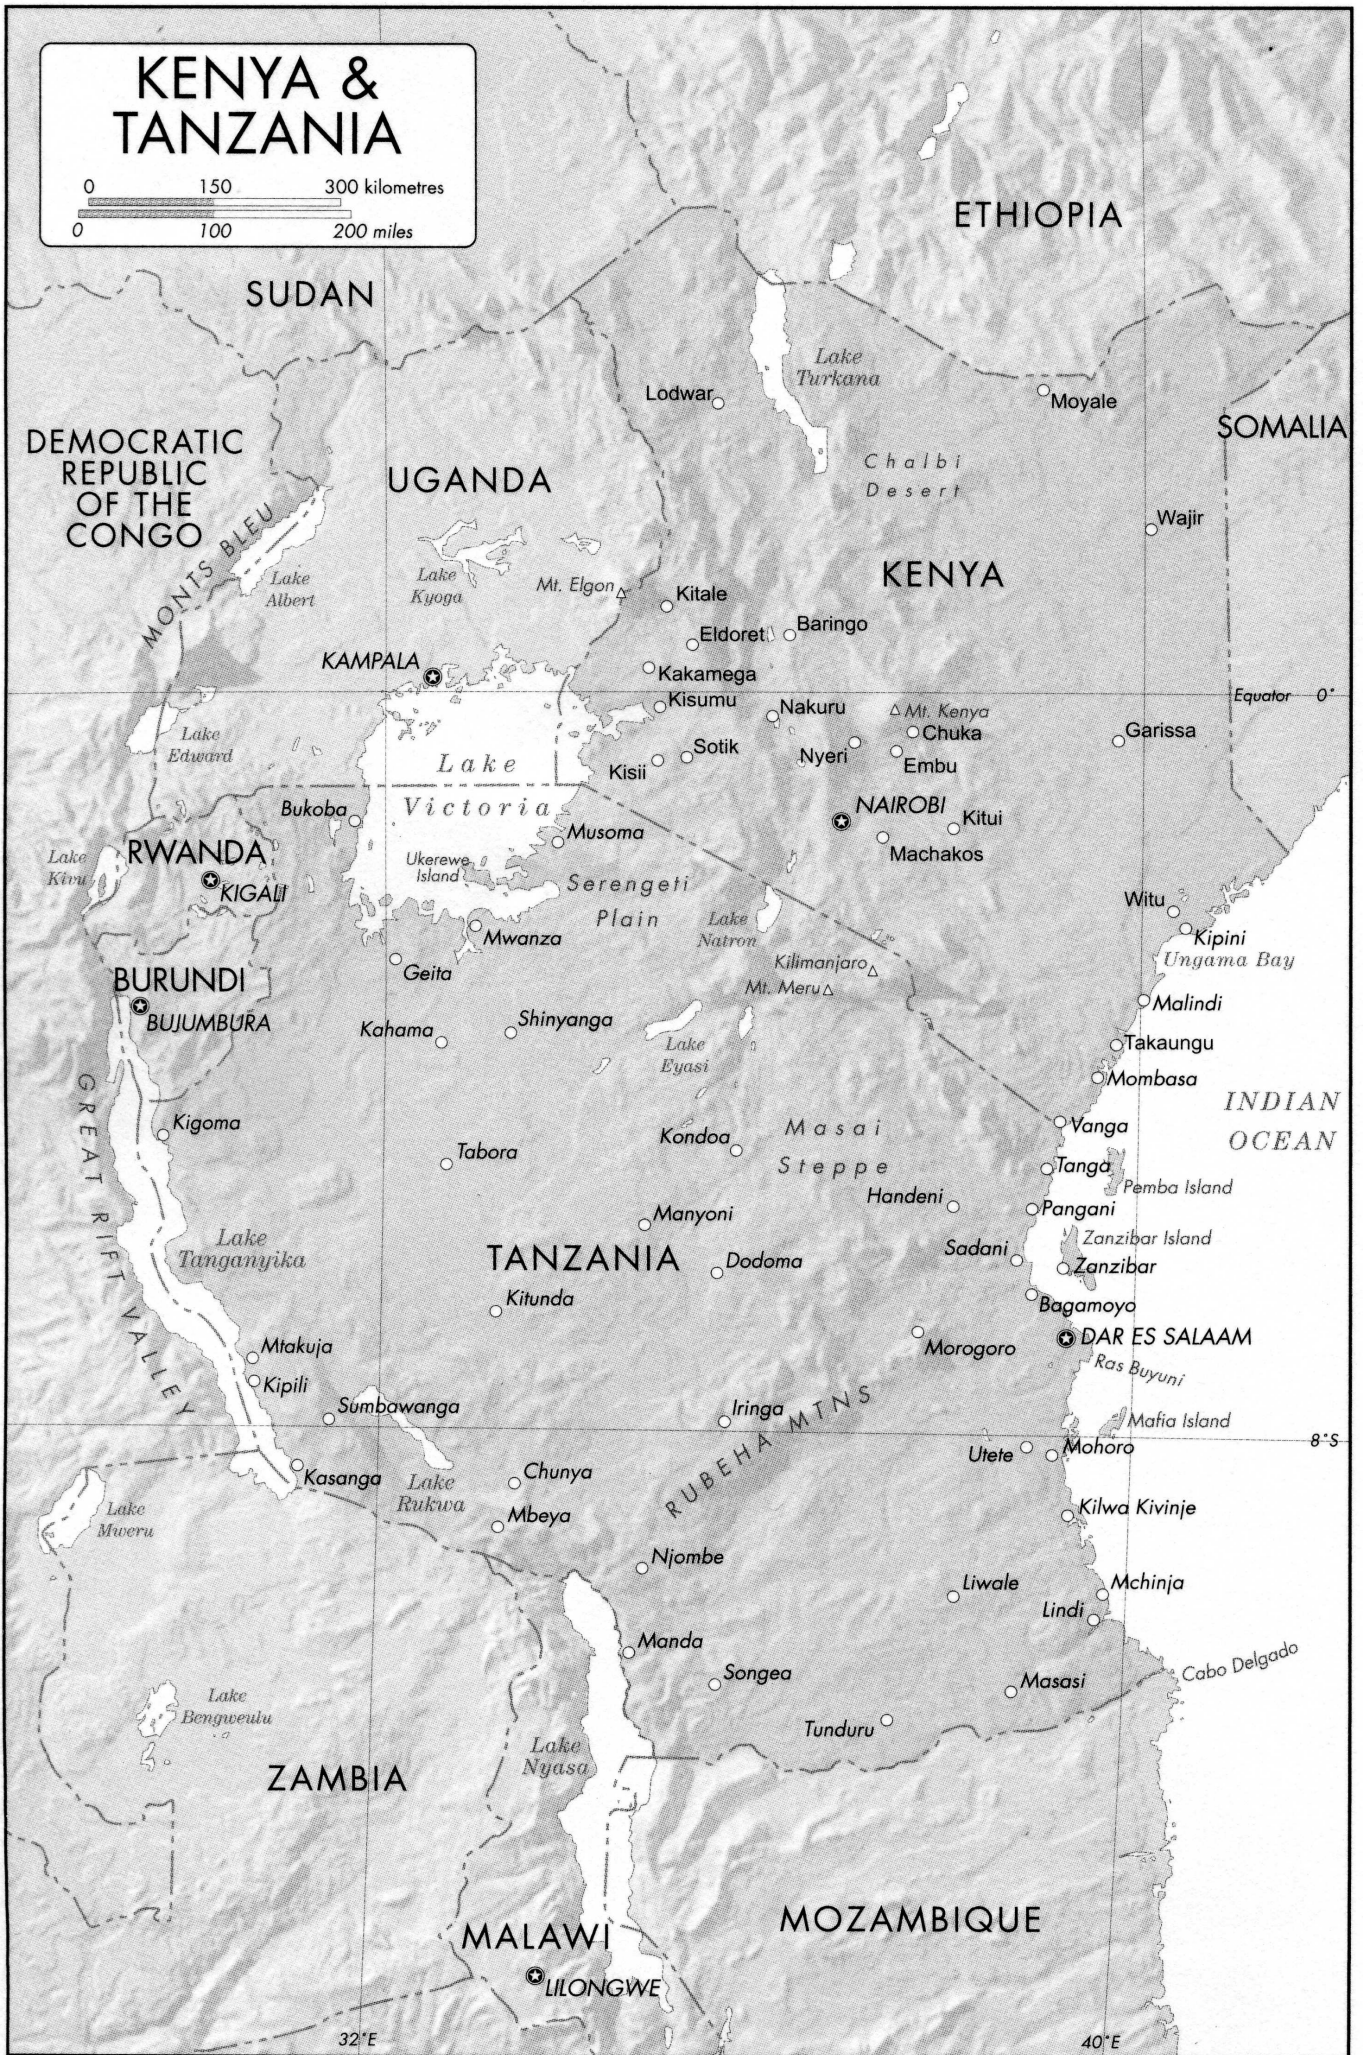 KENYA &
TANZANIA
0 150 300 kilometres
0 100 200 miles
ETHIOPIA
SUDAN
Lake
Turkana
Lodwar
Moyale
SOMALIA
DEMOCRATIC
REPUBLIC
OF THE
CONGO
UGANDA
Chalbi
Desert
Wajir
MONTS BLEU
Lake
Albert
Lake
Kyoga
Mt. Elgon
KENYA
Kitale
Eldoret
Baringo
KAMPALA
Kakamega
Equator 0°
Kisumu
Nakuru
Mt. Kenya
Chuka
Garissa
Lake
Edward
Sotik
Nyeri
Embu
Kisii
Lake
Victoria
Bukoba
NAIROBI
Kitui
Musoma
Machakos
RWANDA
Lake
Kivu
KIGALI
Ukerewe
Island
Serengeti
Plain
Witu
Lake
Natron
Kipini
Ungama Bay
Mwanza
Geita
Kilimanjaro
Mt. Meru
BURUNDI
BUJUMBURA
Malindi
Kahama
Shinyanga
Lake
Eyasi
Takaungu
Mombasa
INDIAN
OCEAN
GREAT RIFT VALLEY
Kigoma
Vanga
Tabora
Kondoa
Masai
Steppe
Tanga
Pemba Island
Handeni
Pangani
Manyoni
Lake
Tanganyika
TANZANIA
Dodoma
Sadani
Zanzibar Island
Zanzibar
Kitunda
Bagamoyo
Mtakuja
Morogoro
DAR ES SALAAM
Ras Buyuni
Kipili
Sumbawanga
Iringa
RUBEHA MTNS
Mafia Island
8°S
Utete
Mohoro
Kasanga
Lake
Rukwa
Chunya
Mbeya
Lake
Mweru
Kilwa Kivinje
Njombe
Liwale
Mchinja
Lindi
Manda
Songea
Masasi
Cabo Delgado
Lake
Bengweulu
Tunduru
Lake
Nyasa
ZAMBIA
MOZAMBIQUE
MALAWI
LILONGWE
32°E
40°E